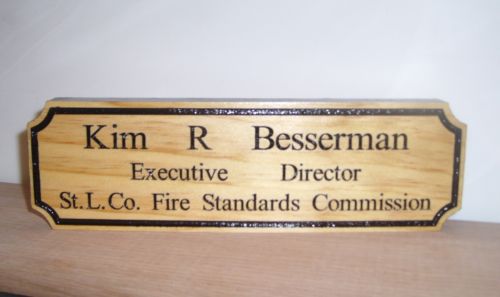 Kim R Besserman
Executive Director
St.L.Co. Fire Standards Commission